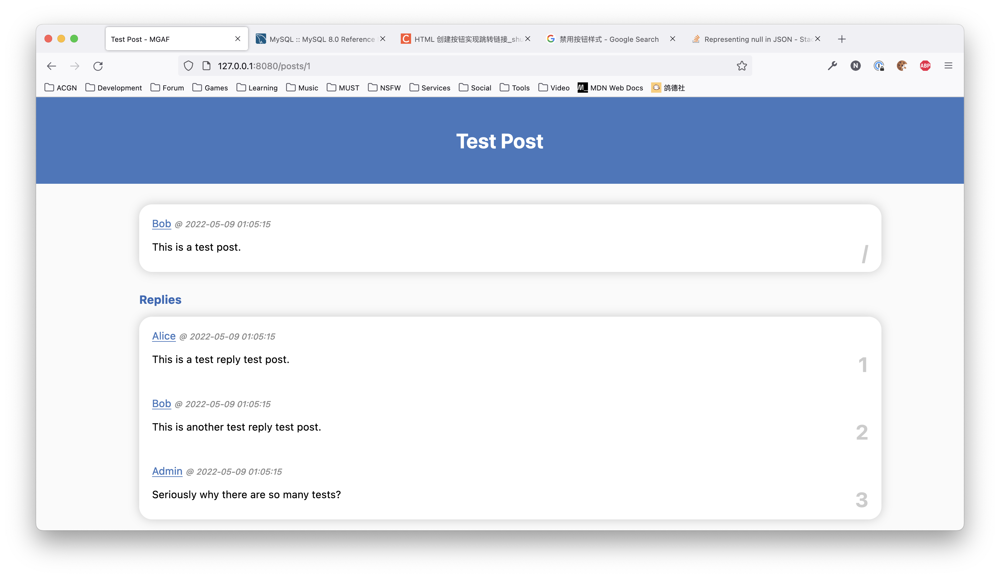 Test Post - MGAF
MySQL :: MySQL 8.0 Reference
HTML 创建按钮实现跳转链接_shu
禁用按钮样式 - Google Search
Representing null in JSON - Sta
127.0.0.1:8080/posts/1
N
ABP
ACGN
Development
Forum
Games
Learning
Music
MUST
NSFW
Services
Social
Tools
Video
MDN Web Docs
鸽德社
Test Post
Bob @ 2022-05-09 01:05:15
This is a test post.
/
Replies
Alice @ 2022-05-09 01:05:15
This is a test reply test post.
1
Bob @ 2022-05-09 01:05:15
This is another test reply test post.
2
Admin @ 2022-05-09 01:05:15
Seriously why there are so many tests?
3